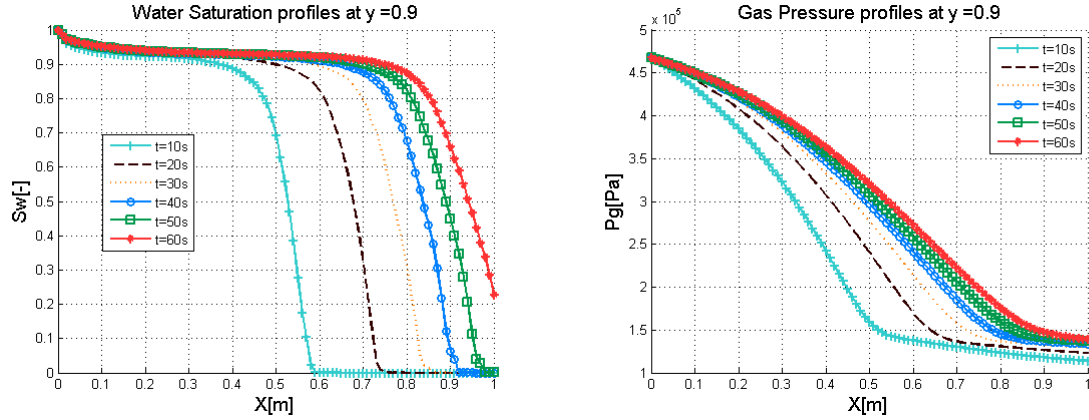 Water Saturation profiles at y =0.9
1
0.9
0.8
0.7
0.6
0.5
0.4
0.3
0.2
0.1
0
Sw[-]
t=10s
t=20s
t=30s
t=40s
t=50s
t=60s
0 0.1 0.2 0.3 0.4 0.5 0.6 0.7 0.8 0.9 1
X[m]
Gas Pressure profiles at y =0.9
x 10⁵
5
4.5
4
3.5
3
2.5
2
1.5
1
Pg[Pa]
t=10s
t=20s
t=30s
t=40s
t=50s
t=60s
0 0.1 0.2 0.3 0.4 0.5 0.6 0.7 0.8 0.9 1
X[m]